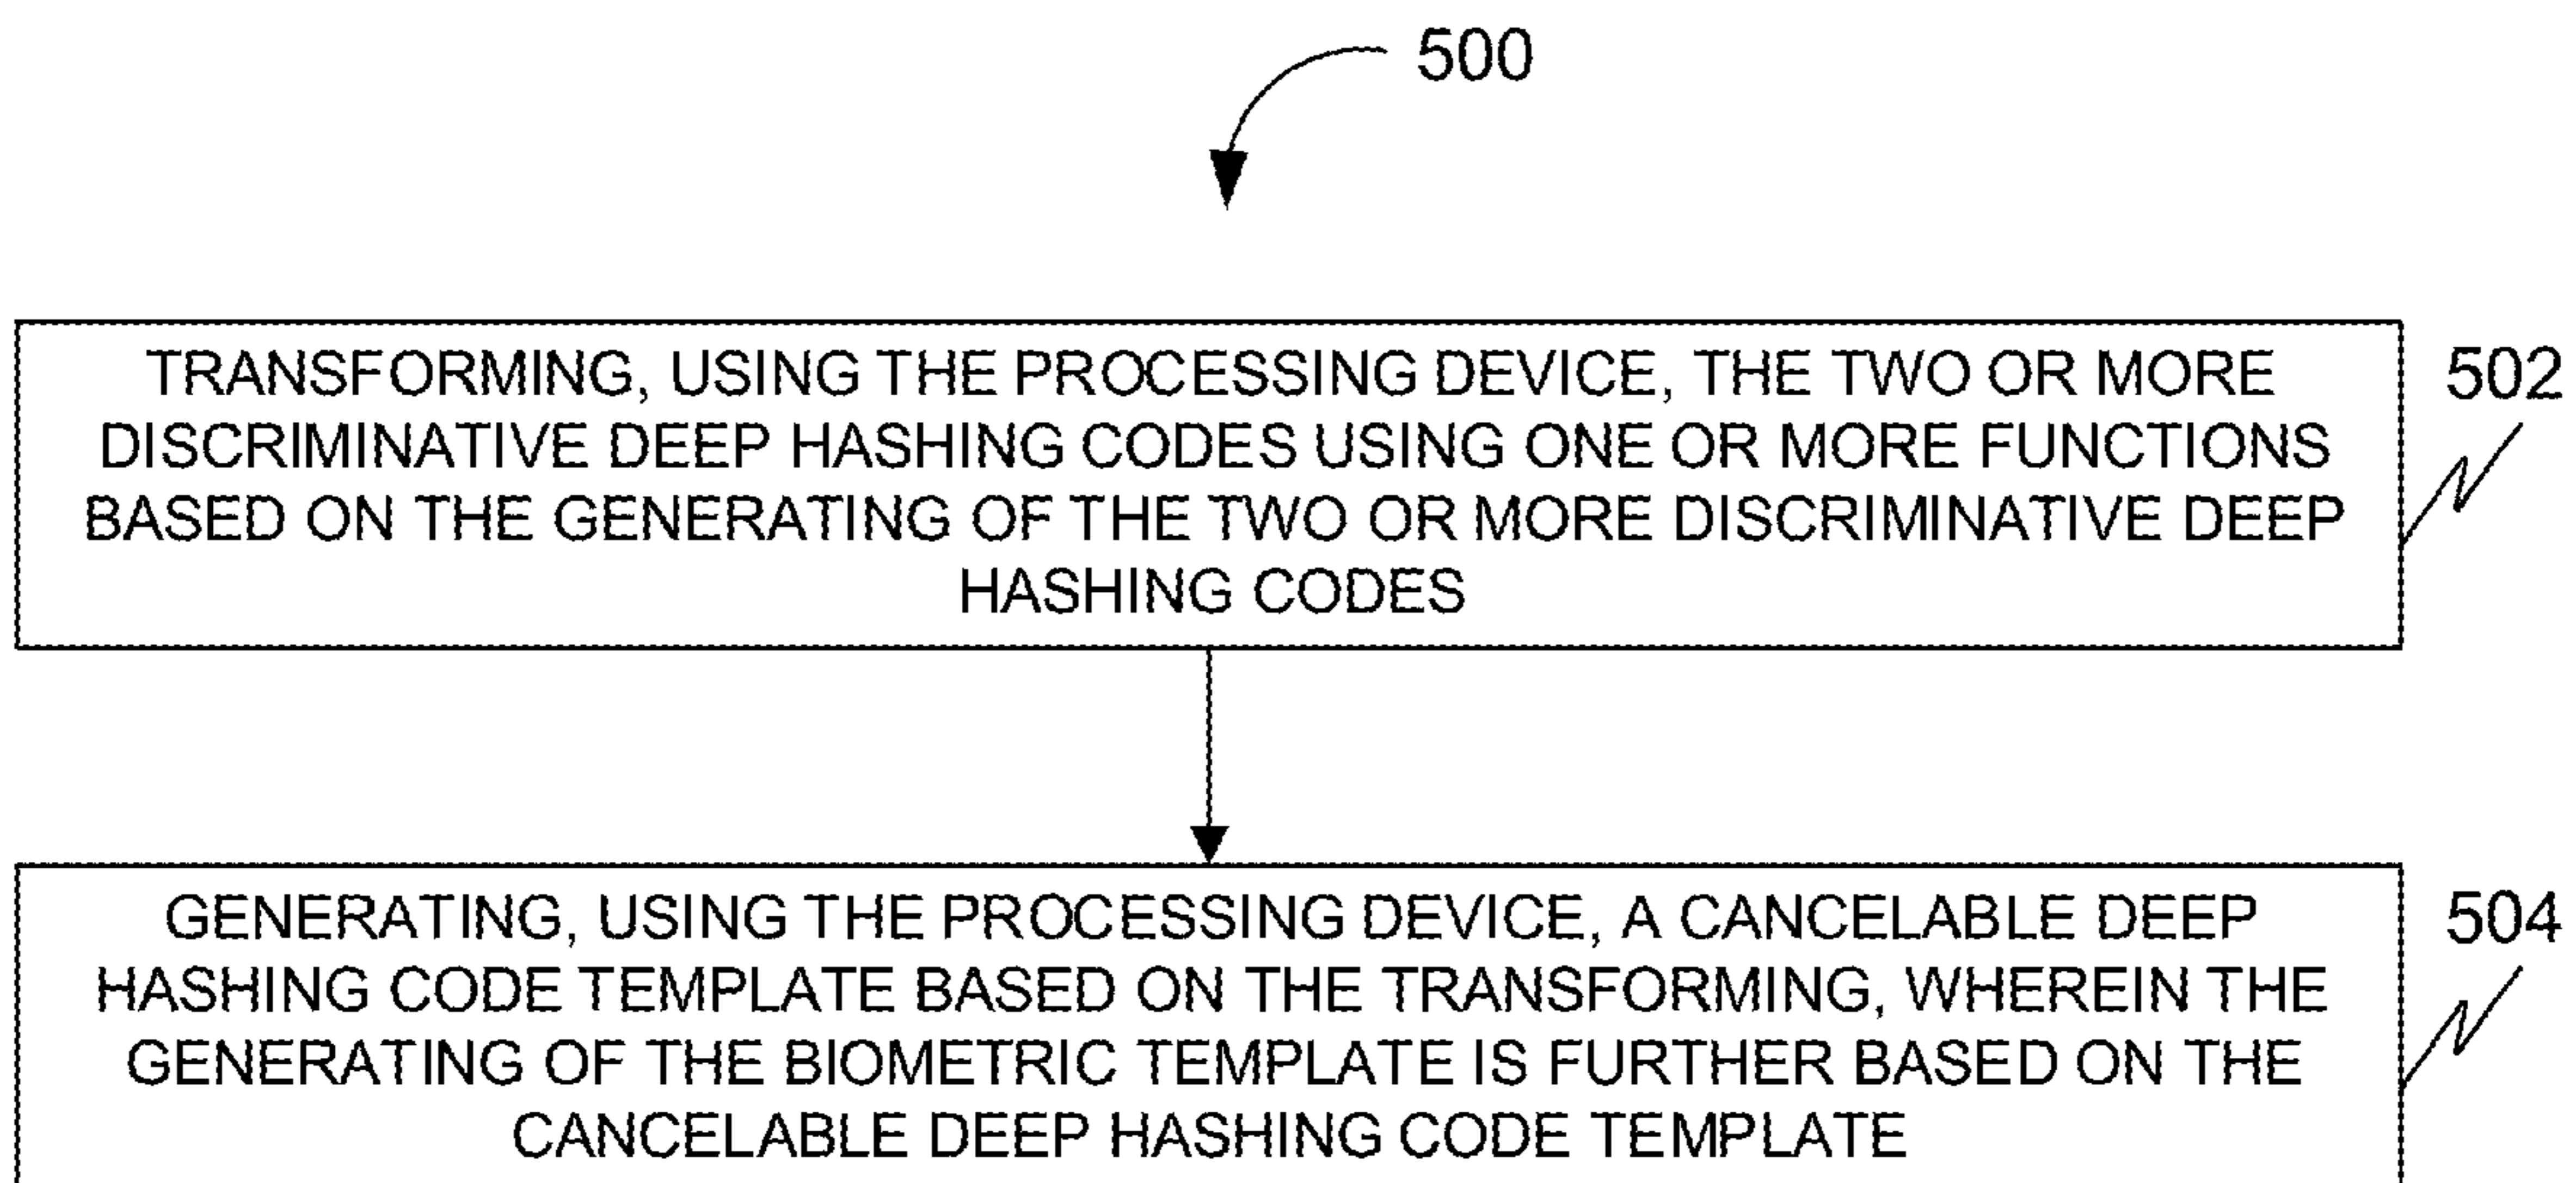 500
TRANSFORMING, USING THE PROCESSING DEVICE, THE TWO OR MORE
DISCRIMINATIVE DEEP HASHING CODES USING ONE OR MORE FUNCTIONS
BASED ON THE GENERATING OF THE TWO OR MORE DISCRIMINATIVE DEEP
HASHING CODES
502
GENERATING, USING THE PROCESSING DEVICE, A CANCELABLE DEEP
HASHING CODE TEMPLATE BASED ON THE TRANSFORMING, WHEREIN THE
GENERATING OF THE BIOMETRIC TEMPLATE IS FURTHER BASED ON THE
CANCELABLE DEEP HASHING CODE TEMPLATE
504